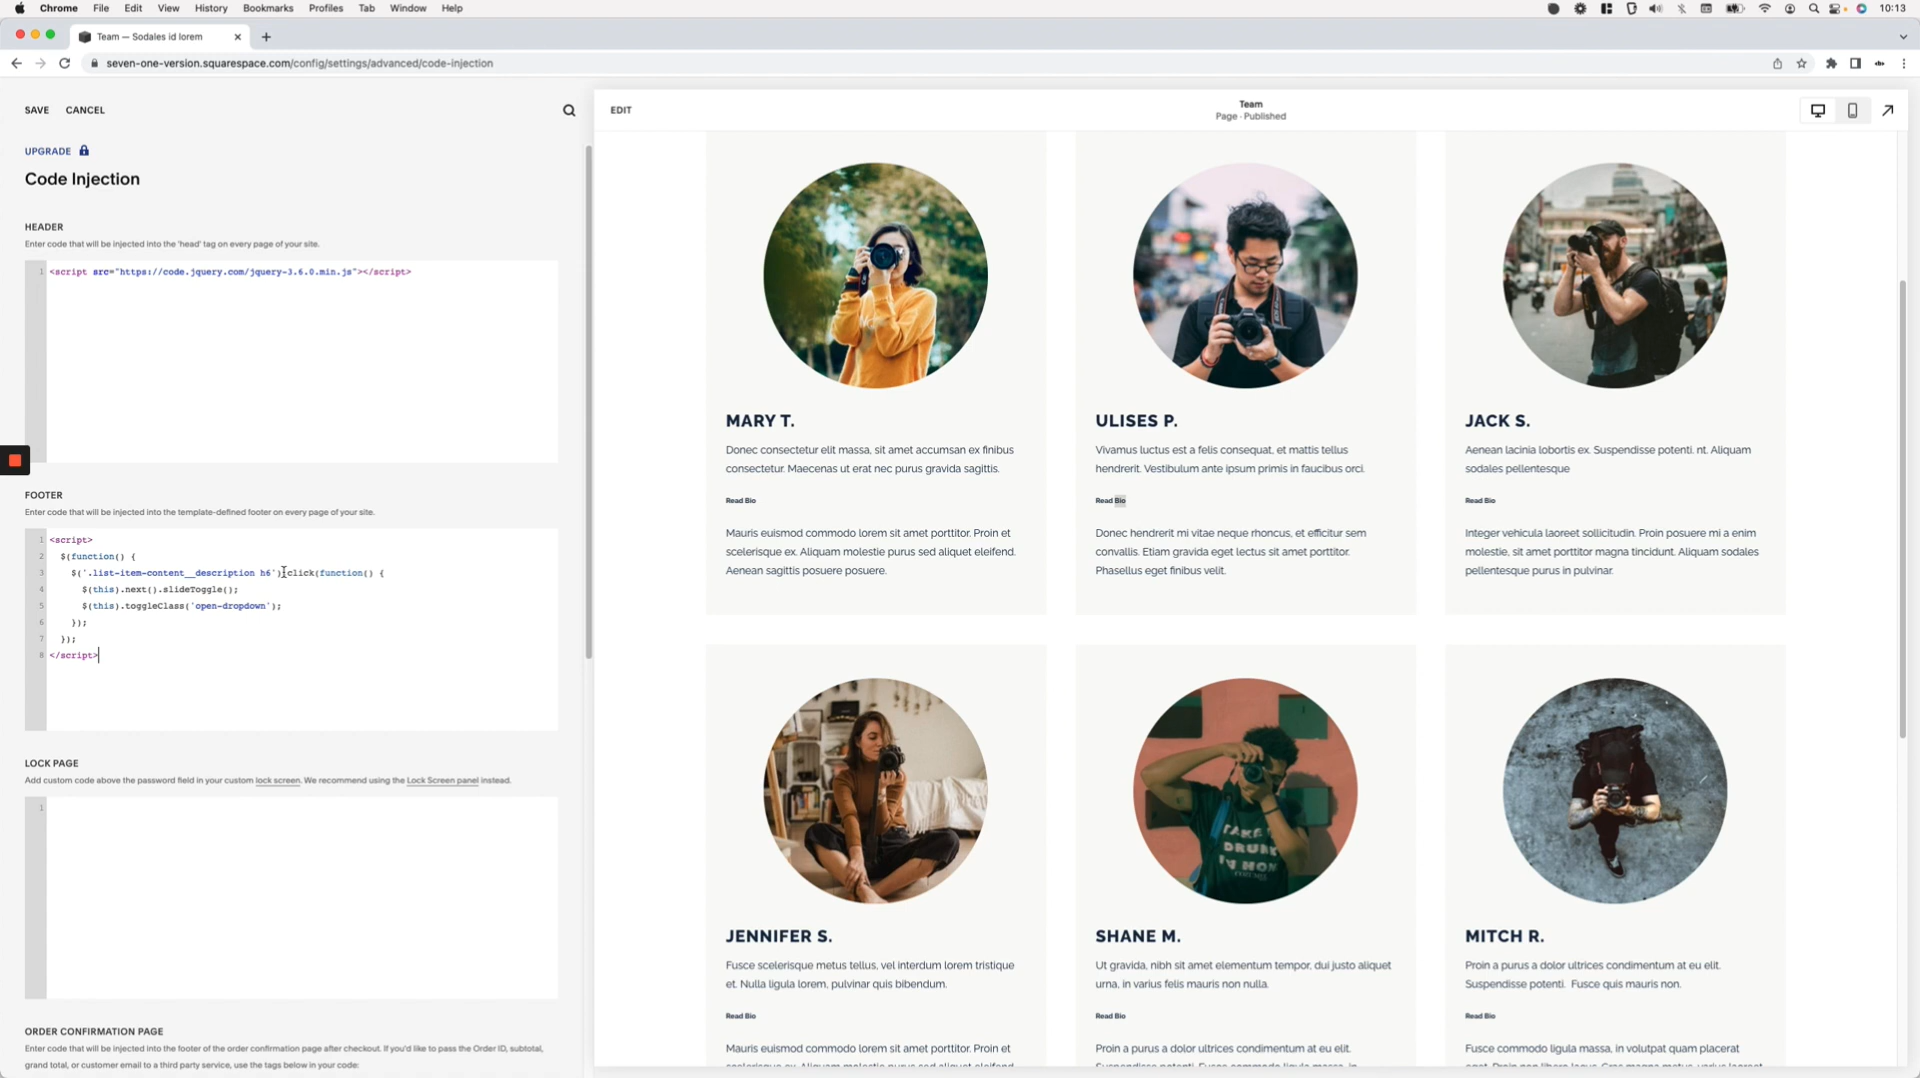 Chrome File Edit View History Bookmarks Profiles Tab Window Help 10:13
Team — Sodales id lorem
seven-one-version.squarespace.com/config/settings/advanced/code-injection
SAVE CANCEL
UPGRADE
Code Injection
HEADER
Enter code that will be injected into the 'head' tag on every page of your site.
1 <script src="https://code.jquery.com/jquery-3.6.0.min.js"></script>
FOOTER
Enter code that will be injected into the template-defined footer on every page of your site.
1 <script>
2 $(function() {
3 $('.list-item-content__description h6').click(function() {
4 $(this).next().slideToggle();
5 $(this).toggleClass('open-dropdown');
6 });
7 });
8 </script>
LOCK PAGE
Add custom code above the password field in your custom lock screen. We recommend using the Lock Screen panel instead.
1
ORDER CONFIRMATION PAGE
Enter code that will be injected into the footer of the order confirmation page after checkout. If you'd like to pass the Order ID, subtotal,
grand total, or customer email to a third party service, use the tags below in your code:
EDIT
Team
Page · Published
MARY T.
Donec consectetur elit massa, sit amet accumsan ex finibus
consectetur. Maecenas ut erat nec purus gravida sagittis.
Read Bio
Mauris euismod commodo lorem sit amet porttitor. Proin et
scelerisque ex. Aliquam molestie purus sed aliquet eleifend.
Aenean sagittis posuere posuere.
ULISES P.
Vivamus luctus est a felis consequat, et mattis tellus
hendrerit. Vestibulum ante ipsum primis in faucibus orci.
Read Bio
Donec hendrerit mi vitae neque rhoncus, et efficitur sem
convallis. Etiam gravida eget lectus sit amet porttitor.
Phasellus eget finibus velit.
JACK S.
Aenean lacinia lobortis ex. Suspendisse potenti. nt. Aliquam
sodales pellentesque
Read Bio
Integer vehicula laoreet sollicitudin. Proin posuere mi a enim
molestie, sit amet porttitor magna tincidunt. Aliquam sodales
pellentesque purus in pulvinar.
JENNIFER S.
Fusce scelerisque metus tellus, vel interdum lorem tristique
et. Nulla ligula lorem, pulvinar quis bibendum.
Read Bio
Mauris euismod commodo lorem sit amet porttitor. Proin et
SHANE M.
Ut gravida, nibh sit amet elementum tempor, dui justo aliquet
urna, in varius felis mauris non nulla.
Read Bio
Proin a purus a dolor ultrices condimentum at eu elit.
MITCH R.
Proin a purus a dolor ultrices condimentum at eu elit.
Suspendisse potenti. Fusce quis mauris non.
Read Bio
Fusce commodo ligula massa, in volutpat quam placerat